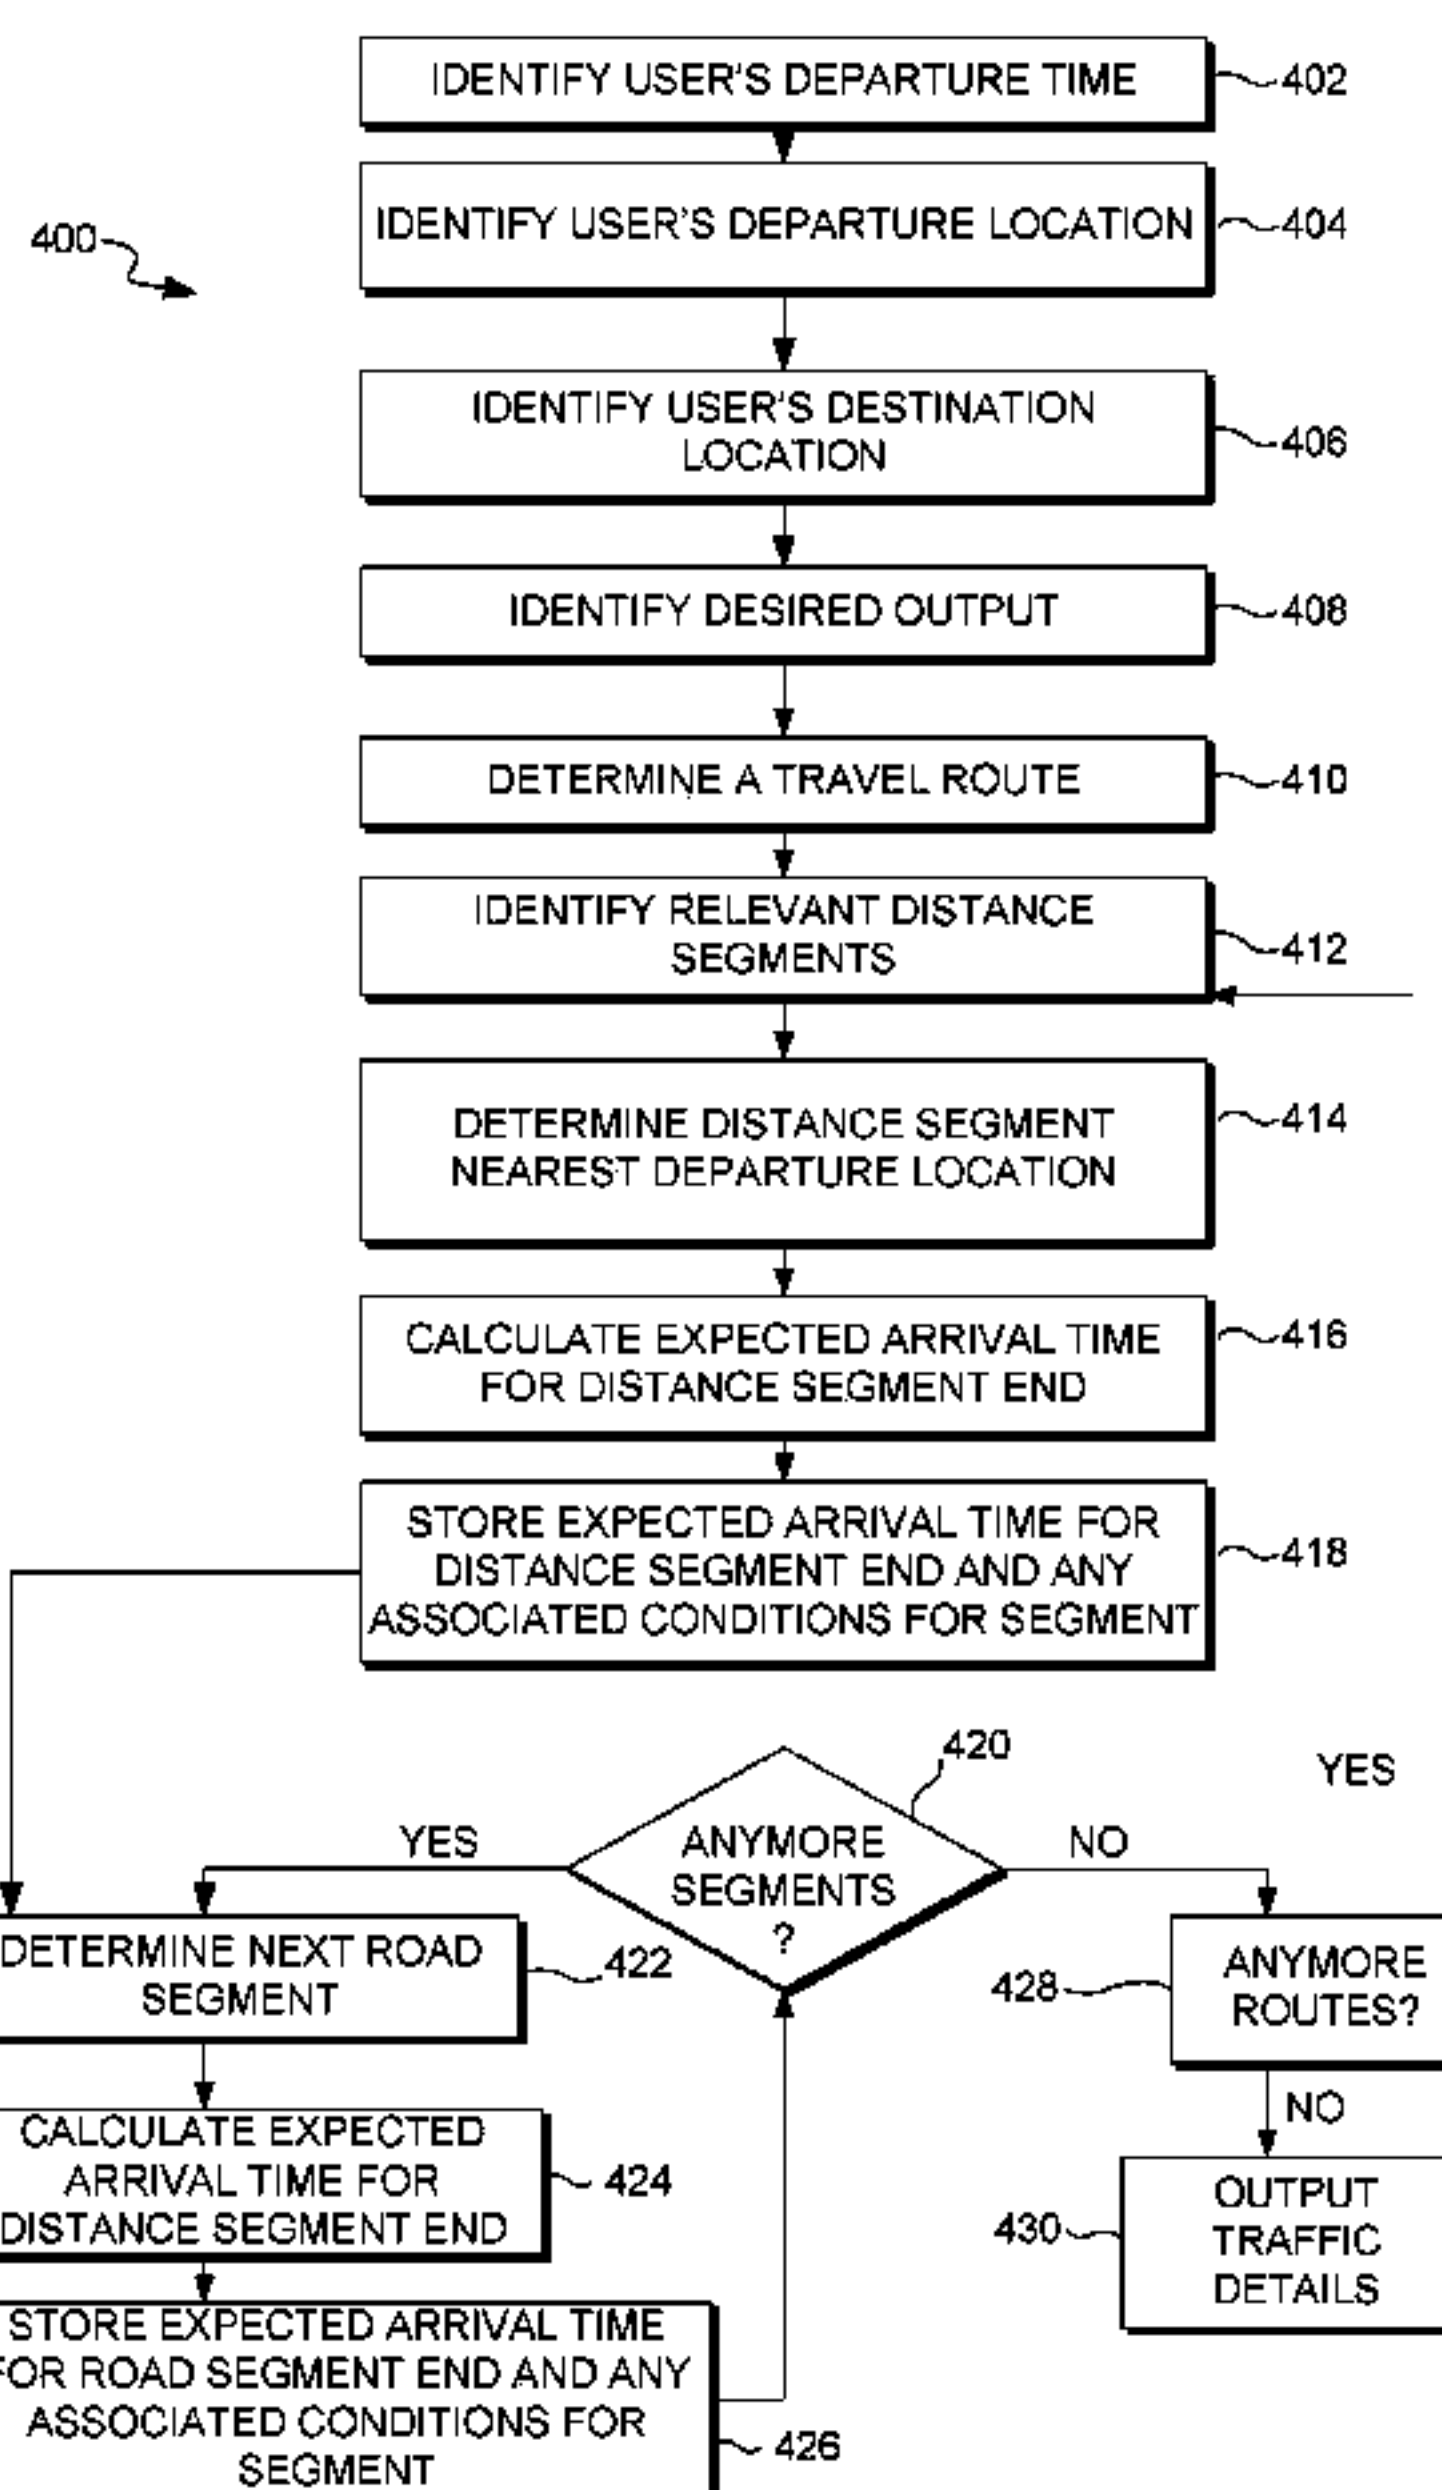 IDENTIFY USER'S DEPARTURE TIME
402
IDENTIFY USER'S DEPARTURE LOCATION
404
400
IDENTIFY USER'S DESTINATION
LOCATION
406
IDENTIFY DESIRED OUTPUT
408
DETERMINE A TRAVEL ROUTE
410
IDENTIFY RELEVANT DISTANCE
SEGMENTS
412
DETERMINE DISTANCE SEGMENT
NEAREST DEPARTURE LOCATION
414
CALCULATE EXPECTED ARRIVAL TIME
FOR DISTANCE SEGMENT END
416
STORE EXPECTED ARRIVAL TIME FOR
DISTANCE SEGMENT END AND ANY
ASSOCIATED CONDITIONS FOR SEGMENT
418
420
YES
YES
ANYMORE
SEGMENTS
?
NO
DETERMINE NEXT ROAD
SEGMENT
422
428
ANYMORE
ROUTES?
NO
CALCULATE EXPECTED
ARRIVAL TIME FOR
DISTANCE SEGMENT END
424
430
OUTPUT
TRAFFIC
DETAILS
STORE EXPECTED ARRIVAL TIME
FOR ROAD SEGMENT END AND ANY
ASSOCIATED CONDITIONS FOR
SEGMENT
426